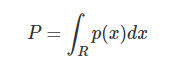 P = ∫_R p(x)dx